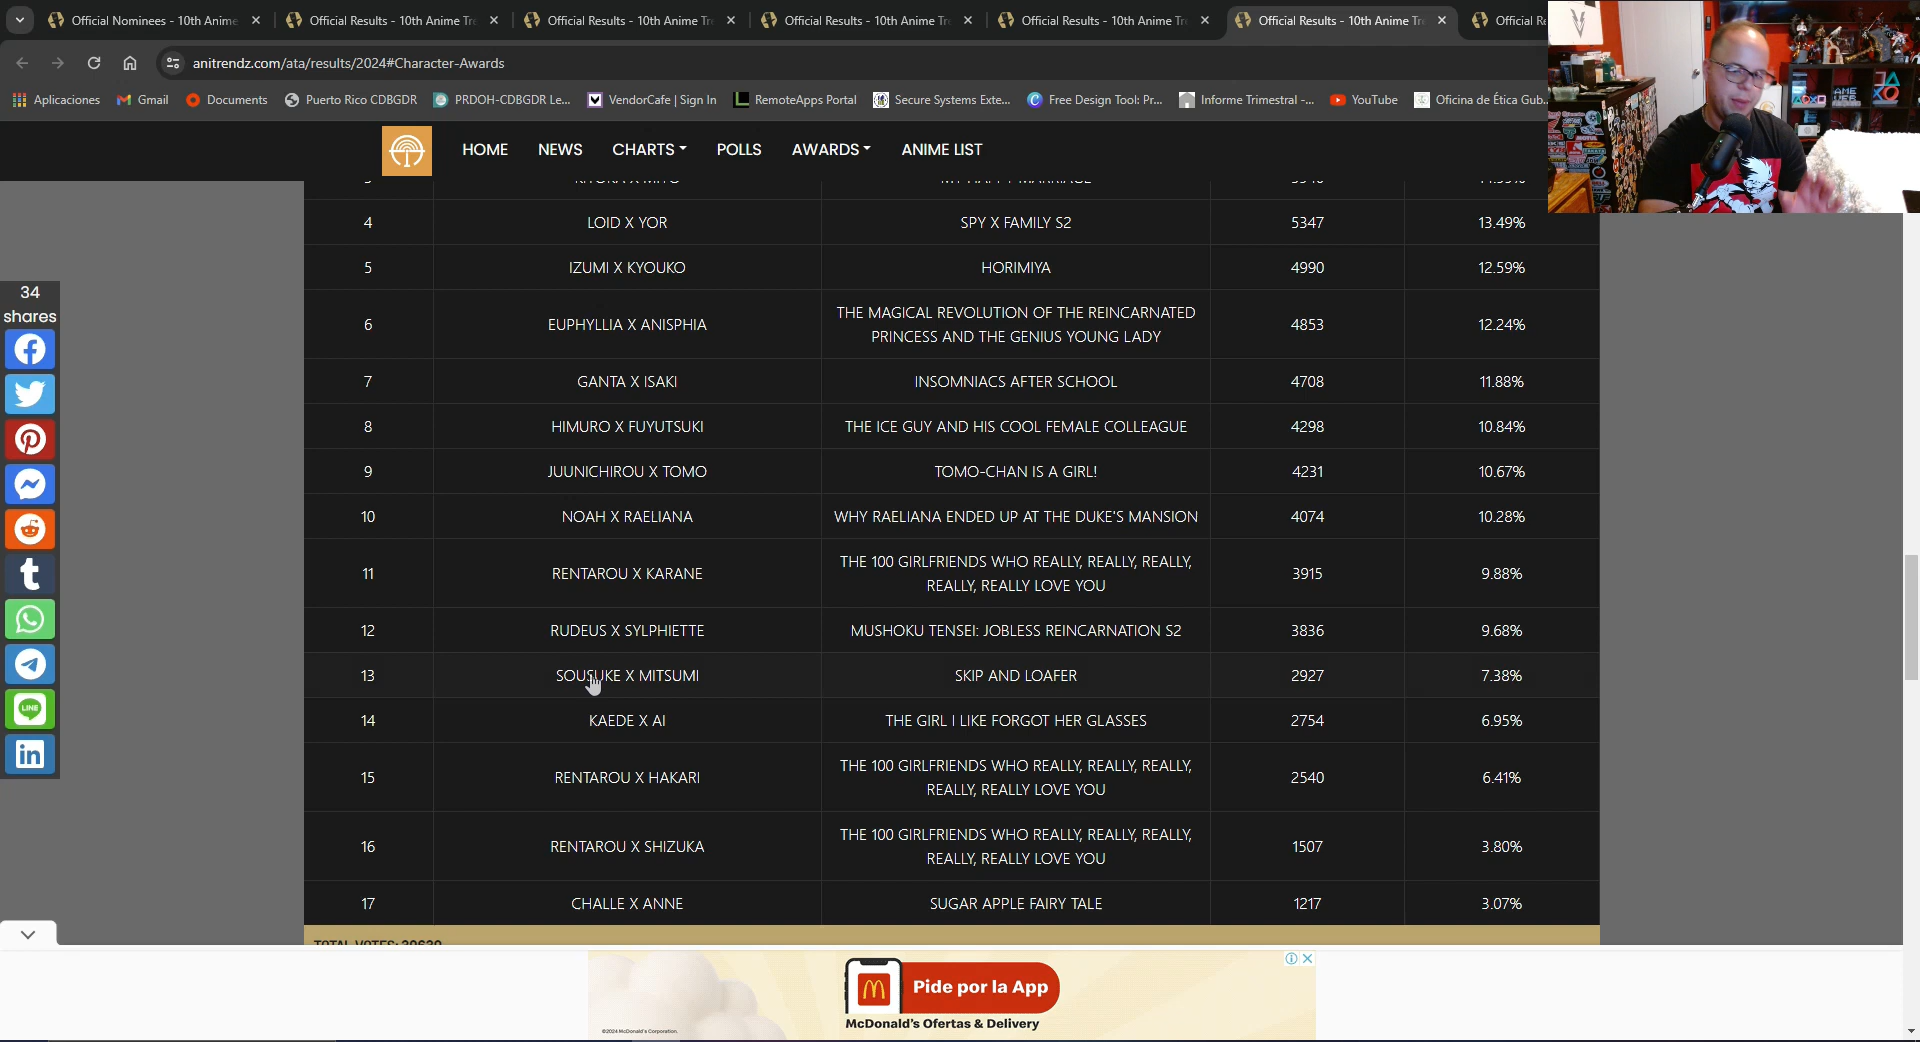 Official Nominees - 10th Anime
Official Results - 10th Anime Tre
Official Results - 10th Anime Tre
Official Results - 10th Anime Tre
Official Results - 10th Anime Tre
Official Results - 10th Anime Tre
Official Re
anitrendz.com/ata/results/2024#Character-Awards
Aplicaciones
Gmail
Documents
Puerto Rico CDBGDR
PRDOH-CDBGDR Le...
VendorCafe | Sign In
RemoteApps Portal
Secure Systems Exte...
Free Design Tool: Pr...
Informe Trimestral -...
YouTube
Oficina de Ética Gub...
HOME NEWS CHARTS POLLS AWARDS ANIME LIST
4 LOID X YOR SPY X FAMILY S2 5347 13.49%
5 IZUMI X KYOUKO HORIMIYA 4990 12.59%
6 EUPHYLLIA X ANISPHIA THE MAGICAL REVOLUTION OF THE REINCARNATED
PRINCESS AND THE GENIUS YOUNG LADY 4853 12.24%
7 GANTA X ISAKI INSOMNIACS AFTER SCHOOL 4708 11.88%
8 HIMURO X FUYUTSUKI THE ICE GUY AND HIS COOL FEMALE COLLEAGUE 4298 10.84%
9 JUUNICHIROU X TOMO TOMO-CHAN IS A GIRL! 4231 10.67%
10 NOAH X RAELIANA WHY RAELIANA ENDED UP AT THE DUKE'S MANSION 4074 10.28%
11 RENTAROU X KARANE THE 100 GIRLFRIENDS WHO REALLY, REALLY, REALLY,
REALLY, REALLY LOVE YOU 3915 9.88%
12 RUDEUS X SYLPHIETTE MUSHOKU TENSEI: JOBLESS REINCARNATION S2 3836 9.68%
13 SOUSUKE X MITSUMI SKIP AND LOAFER 2927 7.38%
14 KAEDE X AI THE GIRL I LIKE FORGOT HER GLASSES 2754 6.95%
15 RENTAROU X HAKARI THE 100 GIRLFRIENDS WHO REALLY, REALLY, REALLY,
REALLY, REALLY LOVE YOU 2540 6.41%
16 RENTAROU X SHIZUKA THE 100 GIRLFRIENDS WHO REALLY, REALLY, REALLY,
REALLY, REALLY LOVE YOU 1507 3.80%
17 CHALLE X ANNE SUGAR APPLE FAIRY TALE 1217 3.07%
34
shares
LINE
Pide por la App
McDonald's Ofertas & Delivery
©2024 McDonald's Corporation.